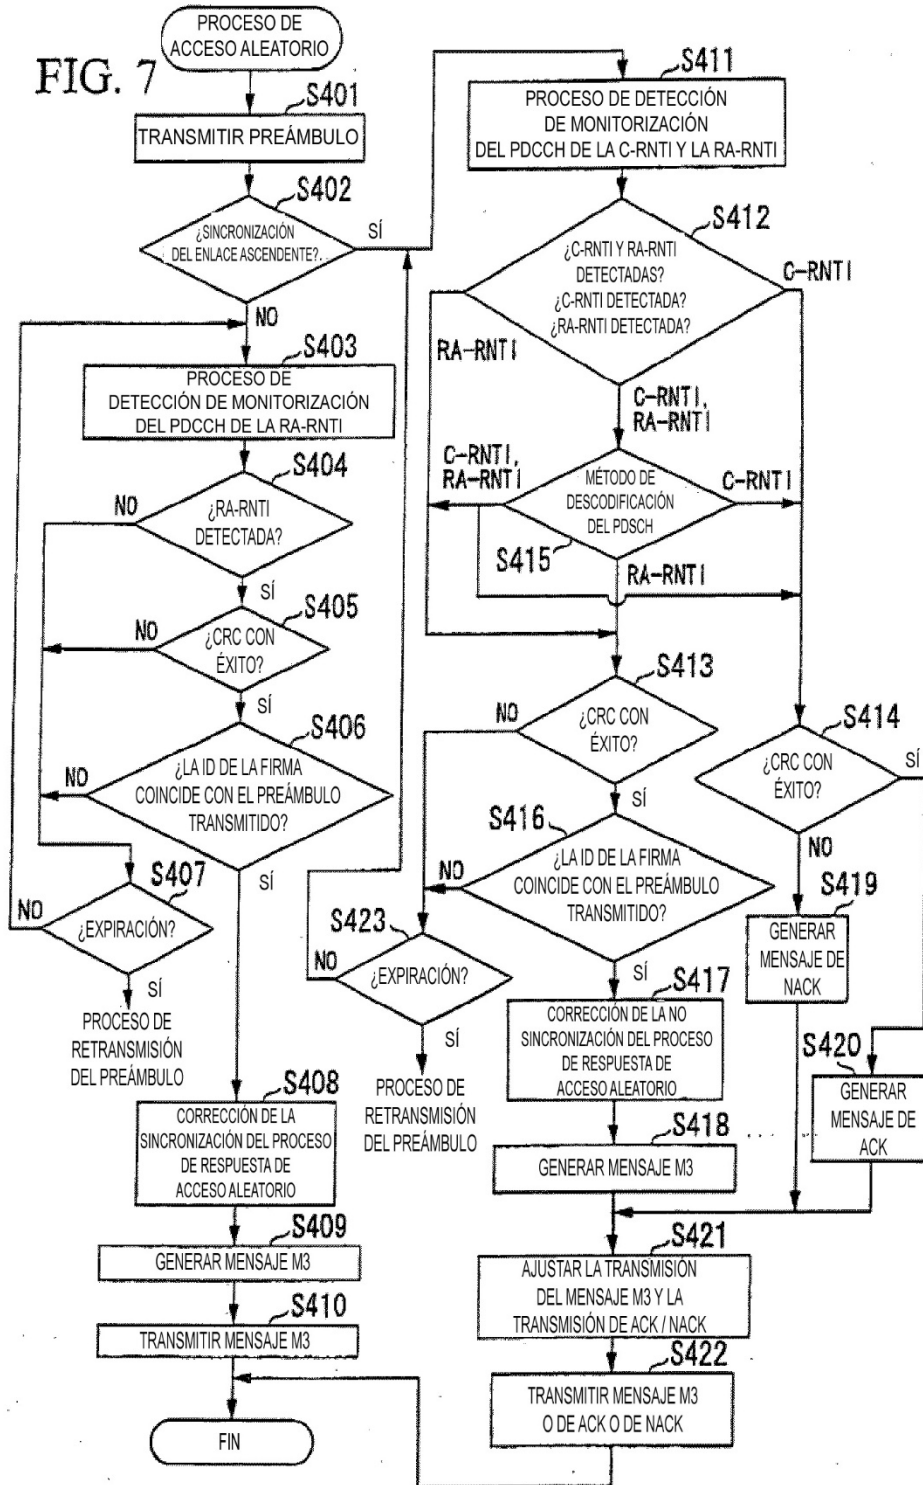 PROCESO DE
ACCESO ALEATORIO
FIG. 7
S401
TRANSMITIR PREÁMBULO
S402
¿SINCRONIZACIÓN
DEL ENLACE ASCENDENTE?
SÍ
NO
S403
PROCESO DE
DETECCIÓN DE MONITORIZACIÓN
DEL PDCCH DE LA RA-RNTI
S404
NO
¿RA-RNTI
DETECTADA?
SÍ
S405
NO
¿CRC CON
ÉXITO?
SÍ
S406
NO
¿LA ID DE LA FIRMA
COINCIDE CON EL PREÁMBULO
TRANSMITIDO?
SÍ
S407
NO
¿EXPIRACIÓN?
SÍ
PROCESO DE
RETRANSMISIÓN
DEL PREÁMBULO
S408
CORRECCIÓN DE LA
SINCRONIZACIÓN DEL PROCESO
DE RESPUESTA DE
ACCESO ALEATORIO
S409
GENERAR MENSAJE M3
S410
TRANSMITIR MENSAJE M3
FIN
S411
PROCESO DE DETECCIÓN
DE MONITORIZACIÓN
DEL PDCCH DE LA C-RNTI Y LA RA-RNTI
S412
¿C-RNTI Y RA-RNTI
DETECTADAS?
¿C-RNTI DETECTADA?
¿RA-RNTI DETECTADA?
C-RNTI
RA-RNTI
C-RNTI,
RA-RNTI
C-RNTI,
RA-RNTI
MÉTODO DE
DESCODIFICACIÓN
DEL PDSCH
C-RNTI
S415
RA-RNTI
S413
NO
¿CRC CON
ÉXITO?
SÍ
S414
¿CRC CON
ÉXITO?
SÍ
NO
S416
NO
¿LA ID DE LA FIRMA
COINCIDE CON EL PREÁMBULO
TRANSMITIDO?
SÍ
S423
NO
¿EXPIRACIÓN?
SÍ
PROCESO DE
RETRANSMISIÓN
DEL PREÁMBULO
S417
CORRECCIÓN DE LA NO
SINCRONIZACIÓN DEL PROCESO
DE RESPUESTA DE
ACCESO ALEATORIO
S418
GENERAR MENSAJE M3
S419
GENERAR
MENSAJE DE
NACK
S420
GENERAR
MENSAJE DE
ACK
S421
AJUSTAR LA TRANSMISIÓN
DEL MENSAJE M3 Y LA
TRANSMISIÓN DE ACK / NACK
S422
TRANSMITIR MENSAJE M3
O DE ACK O DE NACK